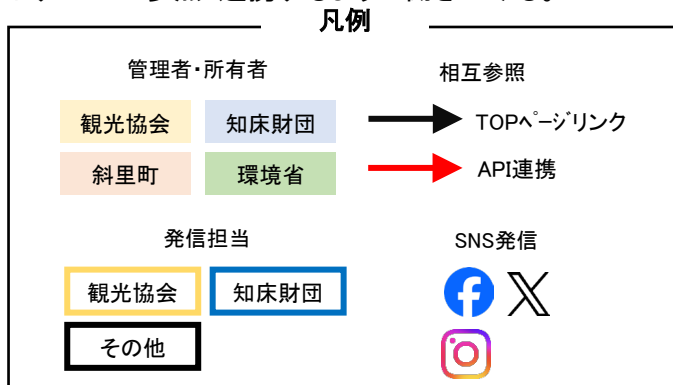 凡例
管理者・所有者
相互参照
観光協会
知床財団
TOPページリンク
斜里町
環境省
API連携
発信担当
SNS発信
観光協会
知床財団
その他